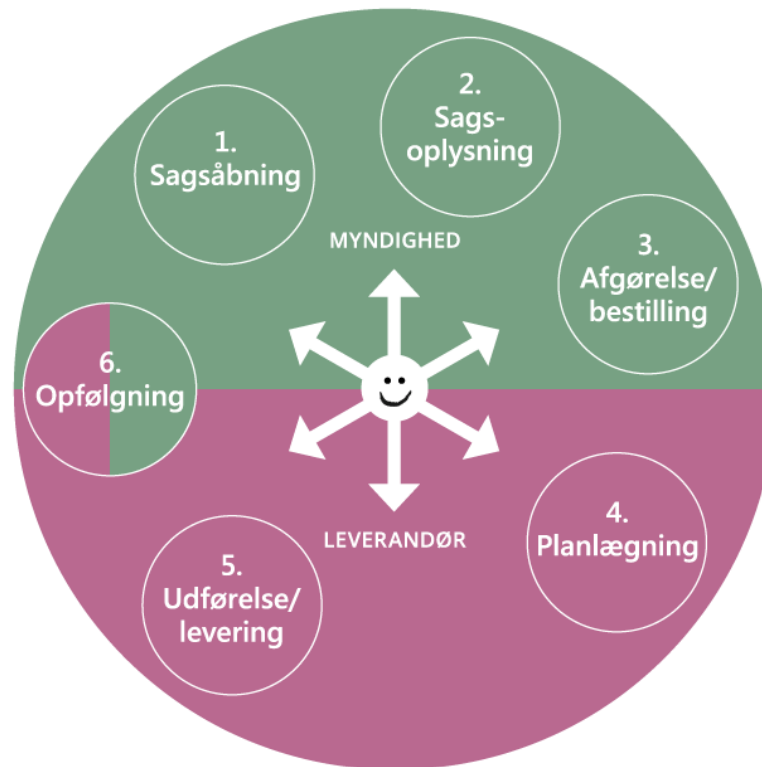 1.
Sagsåbning
2.
Sags-
oplysning
3.
Afgørelse/
bestilling
MYNDIGHED
6.
Opfølgning
LEVERANDØR
4.
Planlægning
5.
Udførelse/
levering